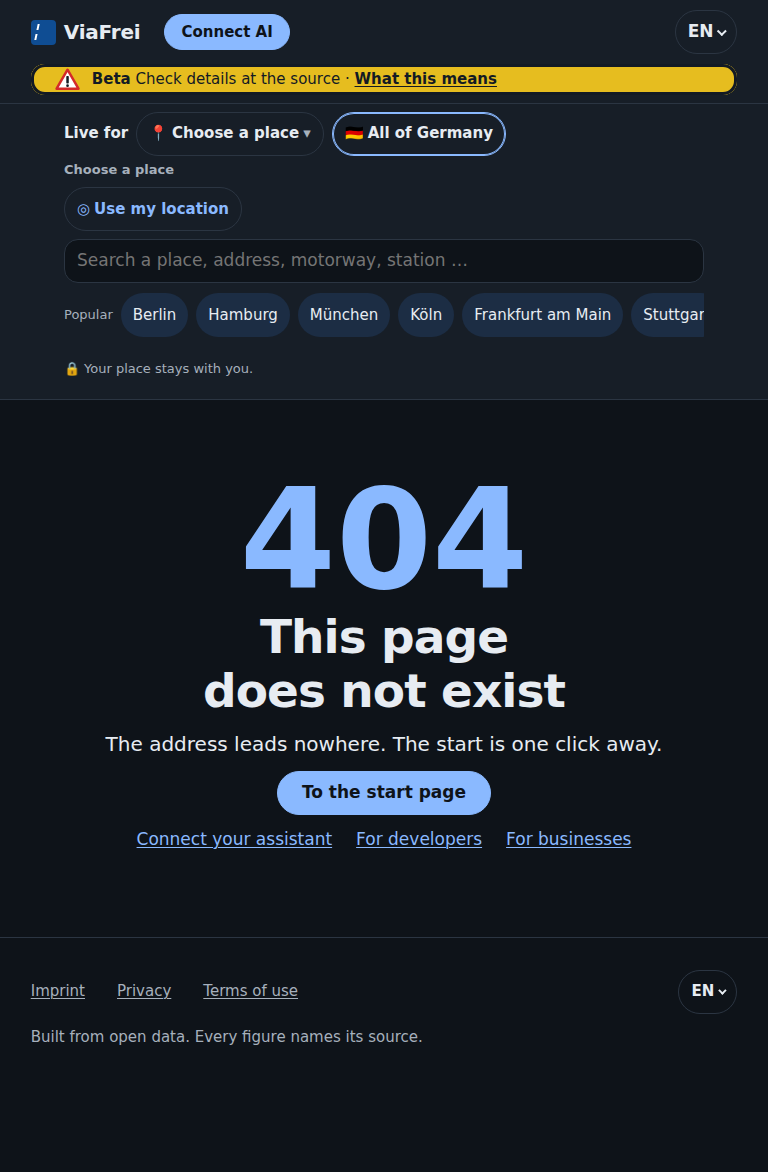 ViaFrei
Connect AI
EN
Beta Check details at the source · What this means
Live for
📍 Choose a place ▾
🇩🇪 All of Germany
Choose a place
◎ Use my location
Search a place, address, motorway, station ...
Popular Berlin Hamburg München Köln Frankfurt am Main Stuttgar
🔒 Your place stays with you.
404
This page
does not exist
The address leads nowhere. The start is one click away.
To the start page
Connect your assistant For developers For businesses
Imprint Privacy Terms of use
EN
Built from open data. Every figure names its source.